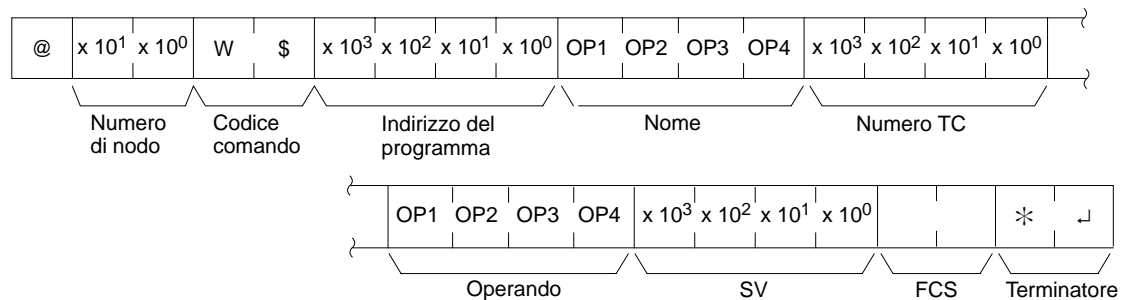 @ x 10¹ x 10⁰ W $ x 10³ x 10² x 10¹ x 10⁰ OP1 OP2 OP3 OP4 x 10³ x 10² x 10¹ x 10⁰
Numero di nodo
Codice comando
Indirizzo del programma
Nome
Numero TC
OP1 OP2 OP3 OP4 x 10³ x 10² x 10¹ x 10⁰ * ↵
Operando SV FCS Terminatore